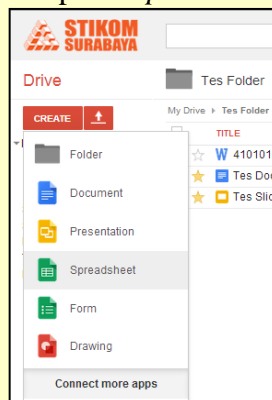 STIKOM
SURABAYA
Drive
Tes Folder
CREATE
My Drive Tes Folder
TITLE
Folder
W 410101
Document
Tes Doc
Presentation
Tes Slid
Spreadsheet
Form
Drawing
Connect more apps